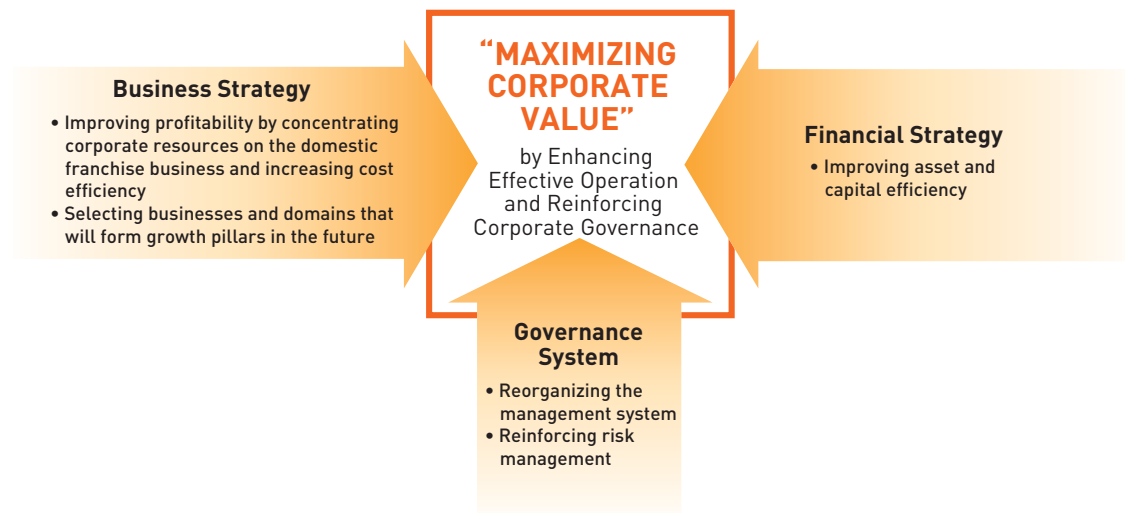 “MAXIMIZING
CORPORATE
VALUE”
by Enhancing
Effective Operation
and Reinforcing
Corporate Governance
Business Strategy
• Improving profitability by concentrating
corporate resources on the domestic
franchise business and increasing cost
efficiency
• Selecting businesses and domains that
will form growth pillars in the future
Financial Strategy
• Improving asset and
capital efficiency
Governance
System
• Reorganizing the
management system
• Reinforcing risk
management